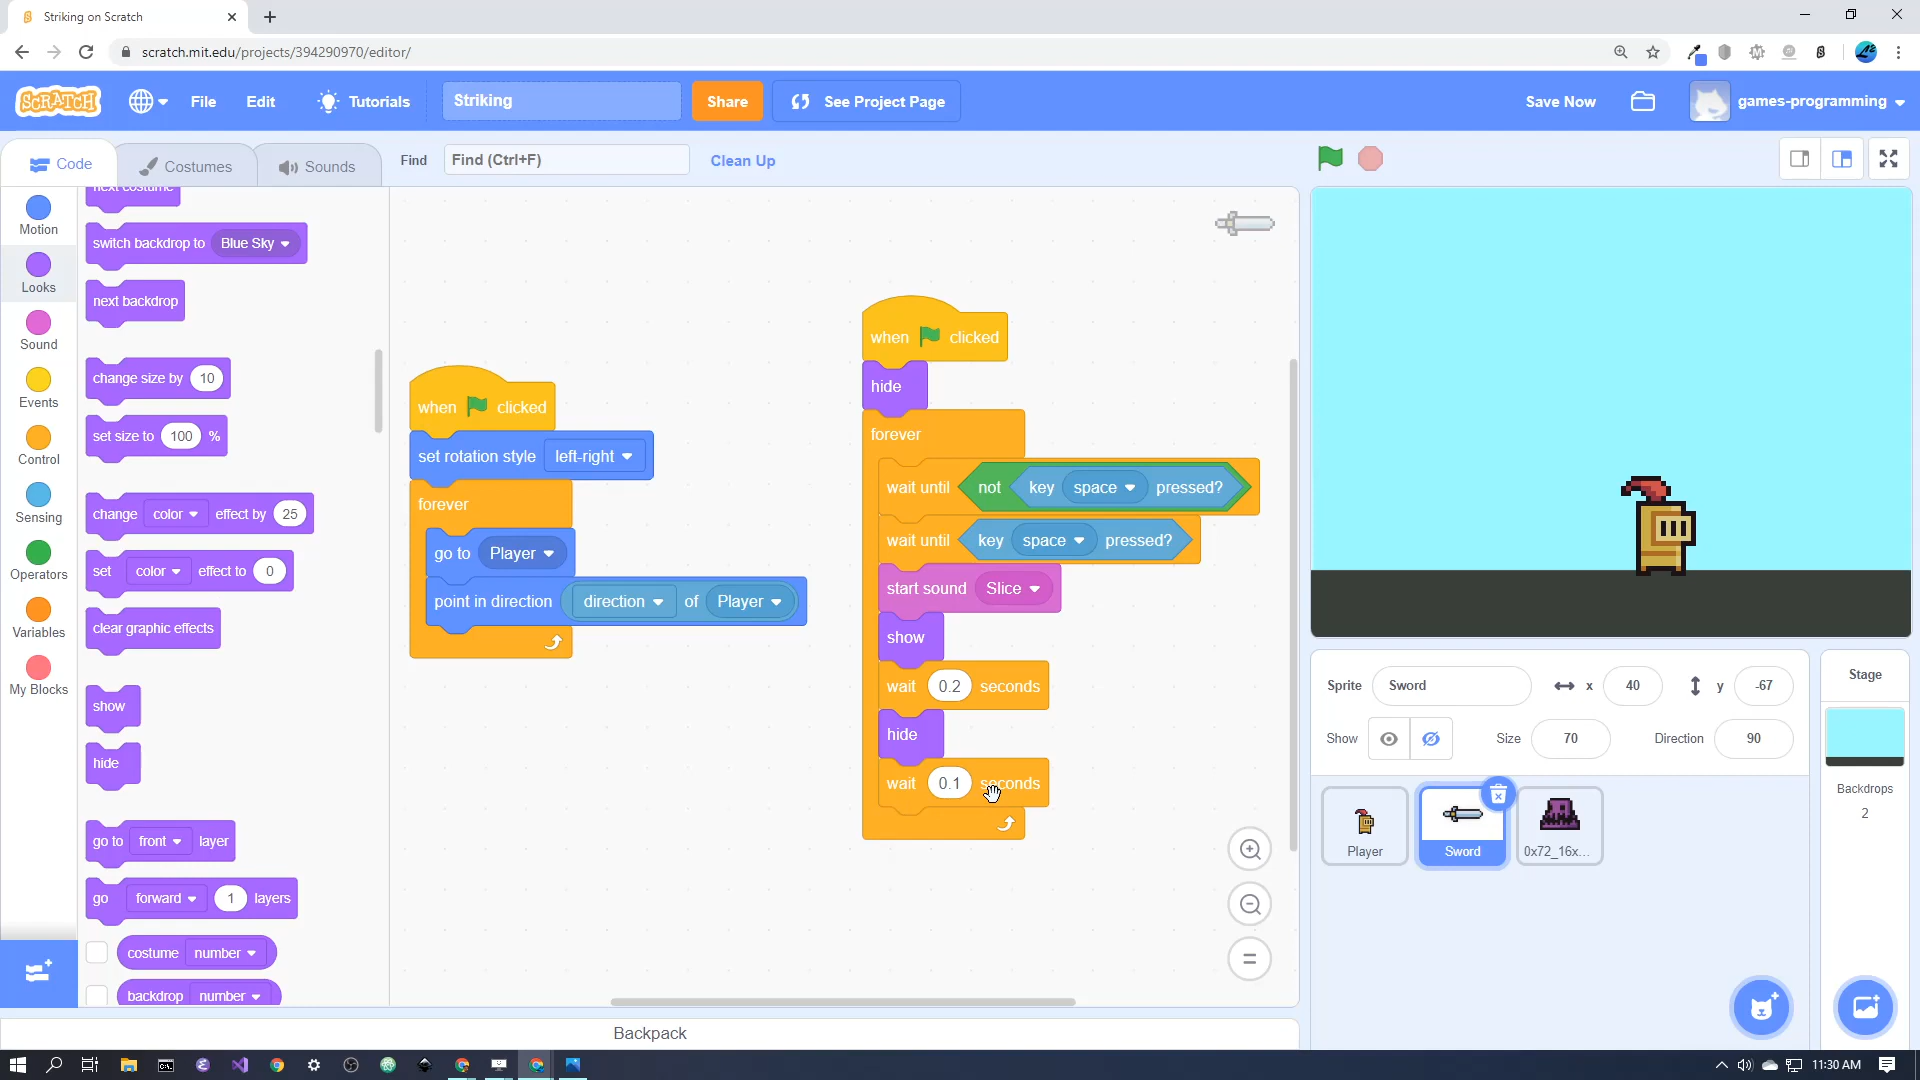 Striking on Scratch
scratch.mit.edu/projects/394290970/editor/
SCRATCH
File
Edit
Tutorials
Striking
Share
See Project Page
Save Now
games-programming
Code
Costumes
Sounds
Find
Find (Ctrl+F)
Clean Up
Motion
Looks
Sound
Events
Control
Sensing
Operators
Variables
My Blocks
next costume
switch backdrop to Blue Sky
next backdrop
change size by 10
set size to 100 %
change color effect by 25
set color effect to 0
clear graphic effects
show
hide
go to front layer
go forward 1 layers
costume number
backdrop number
when clicked
set rotation style left-right
forever
go to Player
point in direction direction of Player
when clicked
hide
forever
wait until not key space pressed?
wait until key space pressed?
start sound Slice
show
wait 0.2 seconds
hide
wait 0.1 seconds
Backpack
Sprite Sword x 40 y -67
Show Size 70 Direction 90
Player
Sword
0x72_16x...
Stage
Backdrops
2
11:30 AM